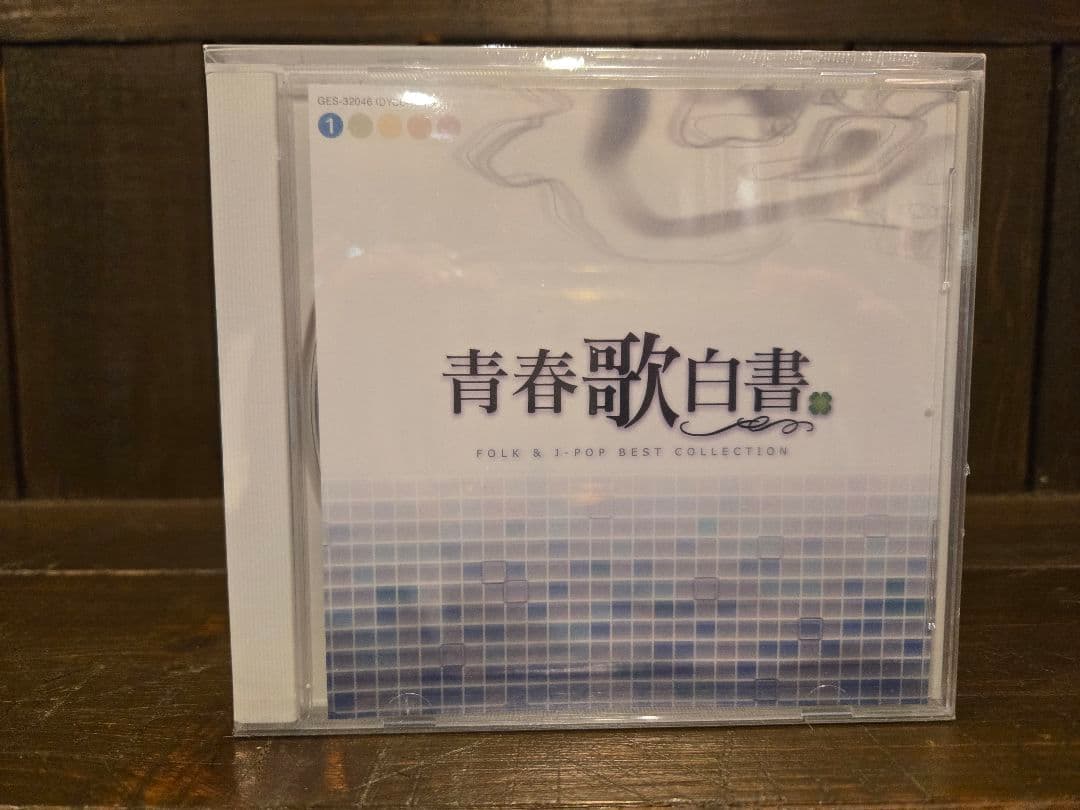 GES-32046
1
青春歌白書
FOLK & J-POP BEST COLLECTION